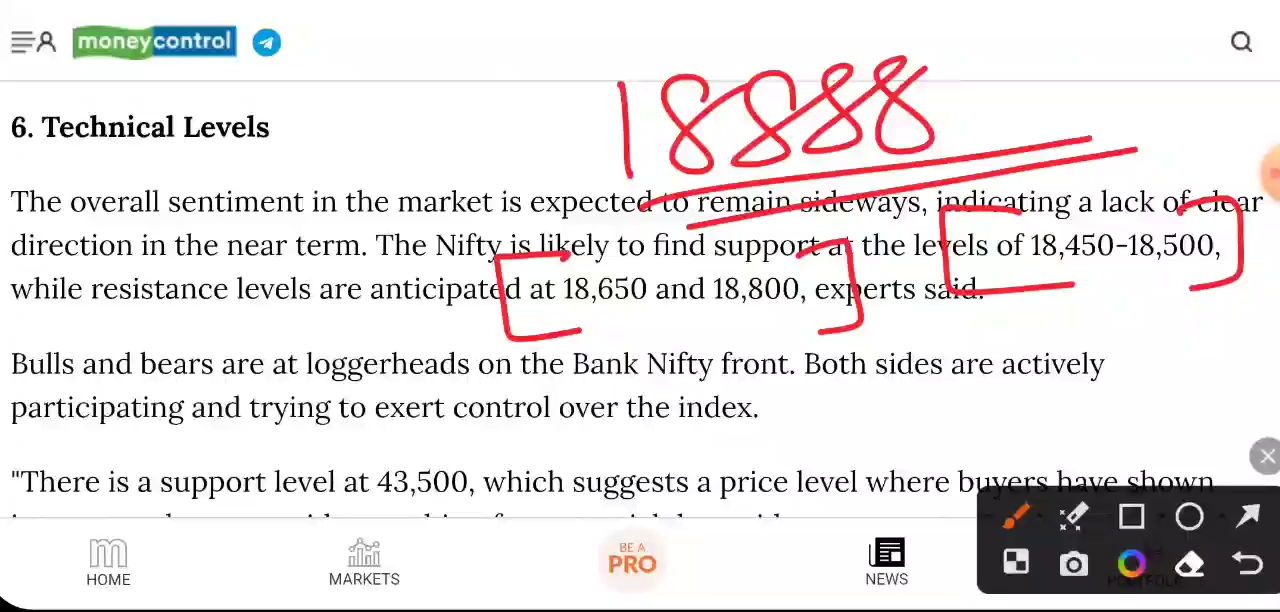 moneycontrol
18888
6. Technical Levels
The overall sentiment in the market is expected to remain sideways, indicating a lack of clear
direction in the near term. The Nifty is likely to find support at the levels of 18,450-18,500,
while resistance levels are anticipated at 18,650 and 18,800, experts said.
Bulls and bears are at loggerheads on the Bank Nifty front. Both sides are actively
participating and trying to exert control over the index.
"There is a support level at 43,500, which suggests a price level where buyers have shown
HOME
MARKETS
BE A
PRO
NEWS